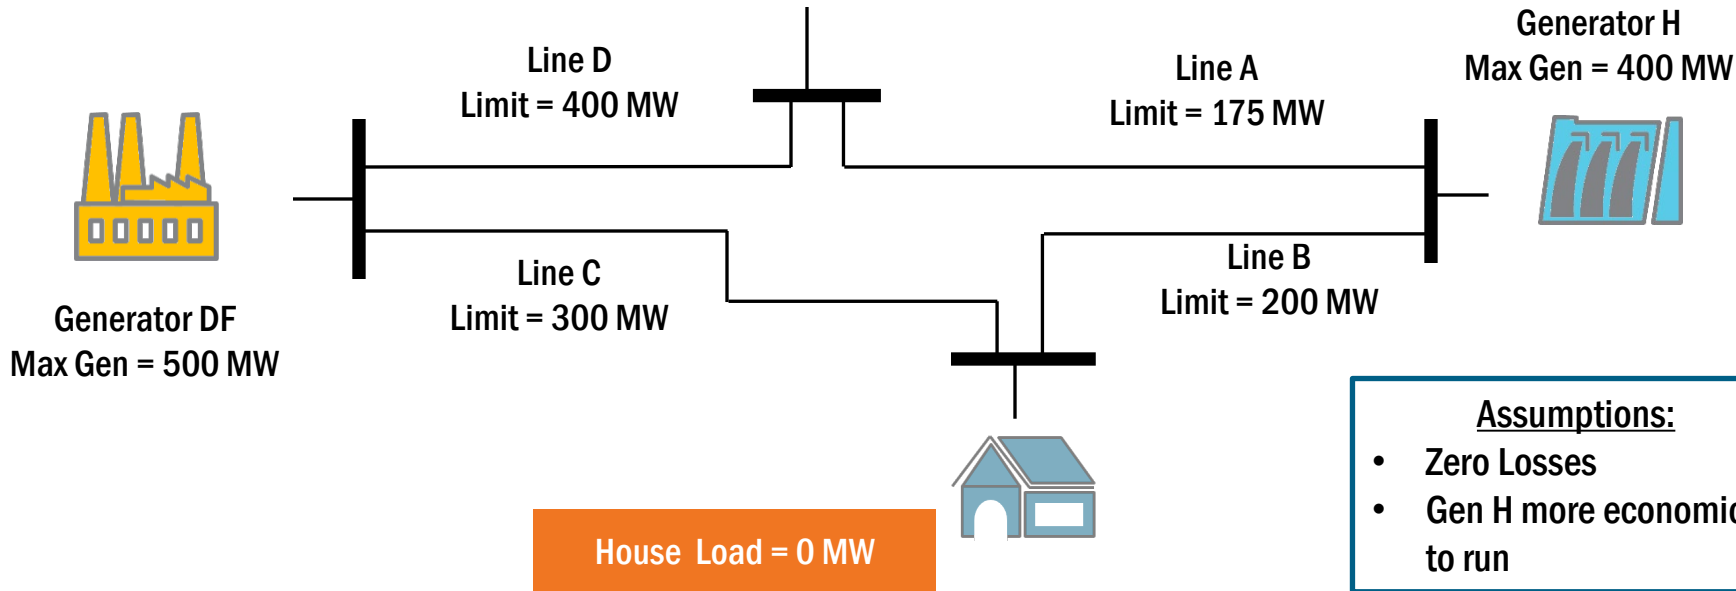 Line D
Limit = 400 MW
Line A
Limit = 175 MW
Generator H
Max Gen = 400 MW
Line C
Limit = 300 MW
Line B
Limit = 200 MW
Generator DF
Max Gen = 500 MW
House Load = 0 MW
Assumptions:
• Zero Losses
• Gen H more economic
to run